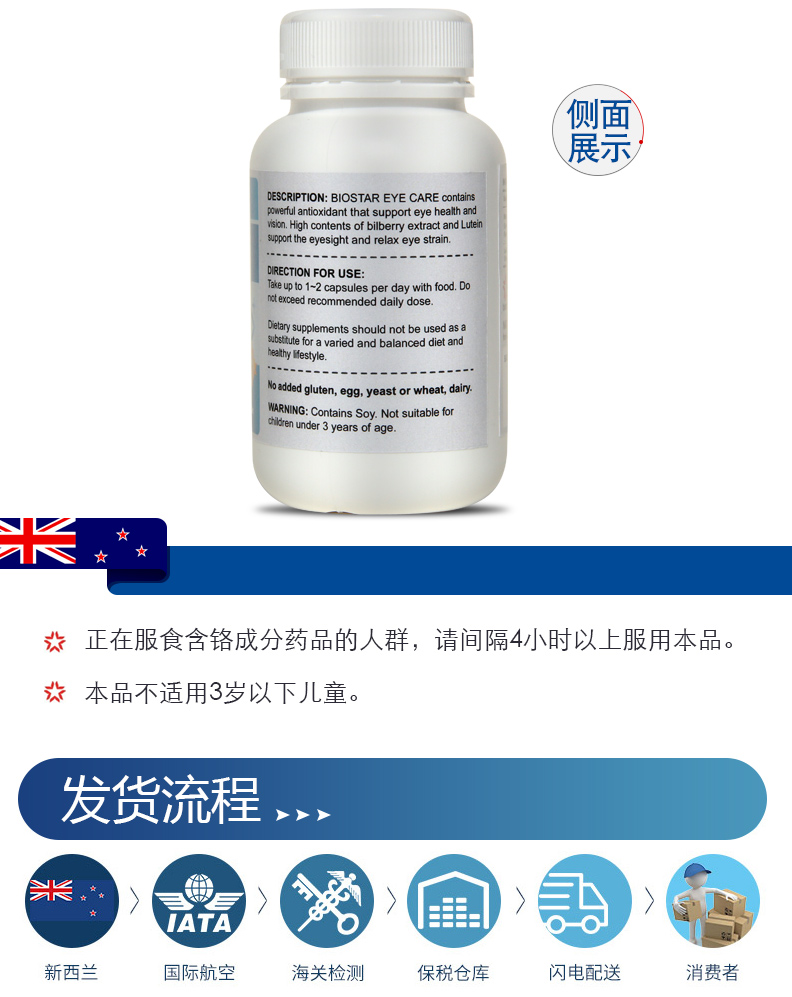 侧面
展示
DESCRIPTION: BIOSTAR EYE CARE contains
powerful antioxidant that support eye health and
vision. High contents of bilberry extract and Lutein
support the eyesight and relax eye strain.
DIRECTION FOR USE:
Take up to 1~2 capsules per day with food. Do
not exceed recommended daily dose.
Dietary supplements should not be used as a
substitute for a varied and balanced diet and
healthy lifestyle.
No added gluten, egg, yeast or wheat, dairy.
WARNING: Contains Soy. Not suitable for
children under 3 years of age.
正在服食含铬成分药品的人群，请间隔4小时以上服用本品。
本品不适用3岁以下儿童。
发货流程
IATA
新西兰
国际航空
海关检测
保税仓库
闪电配送
消费者